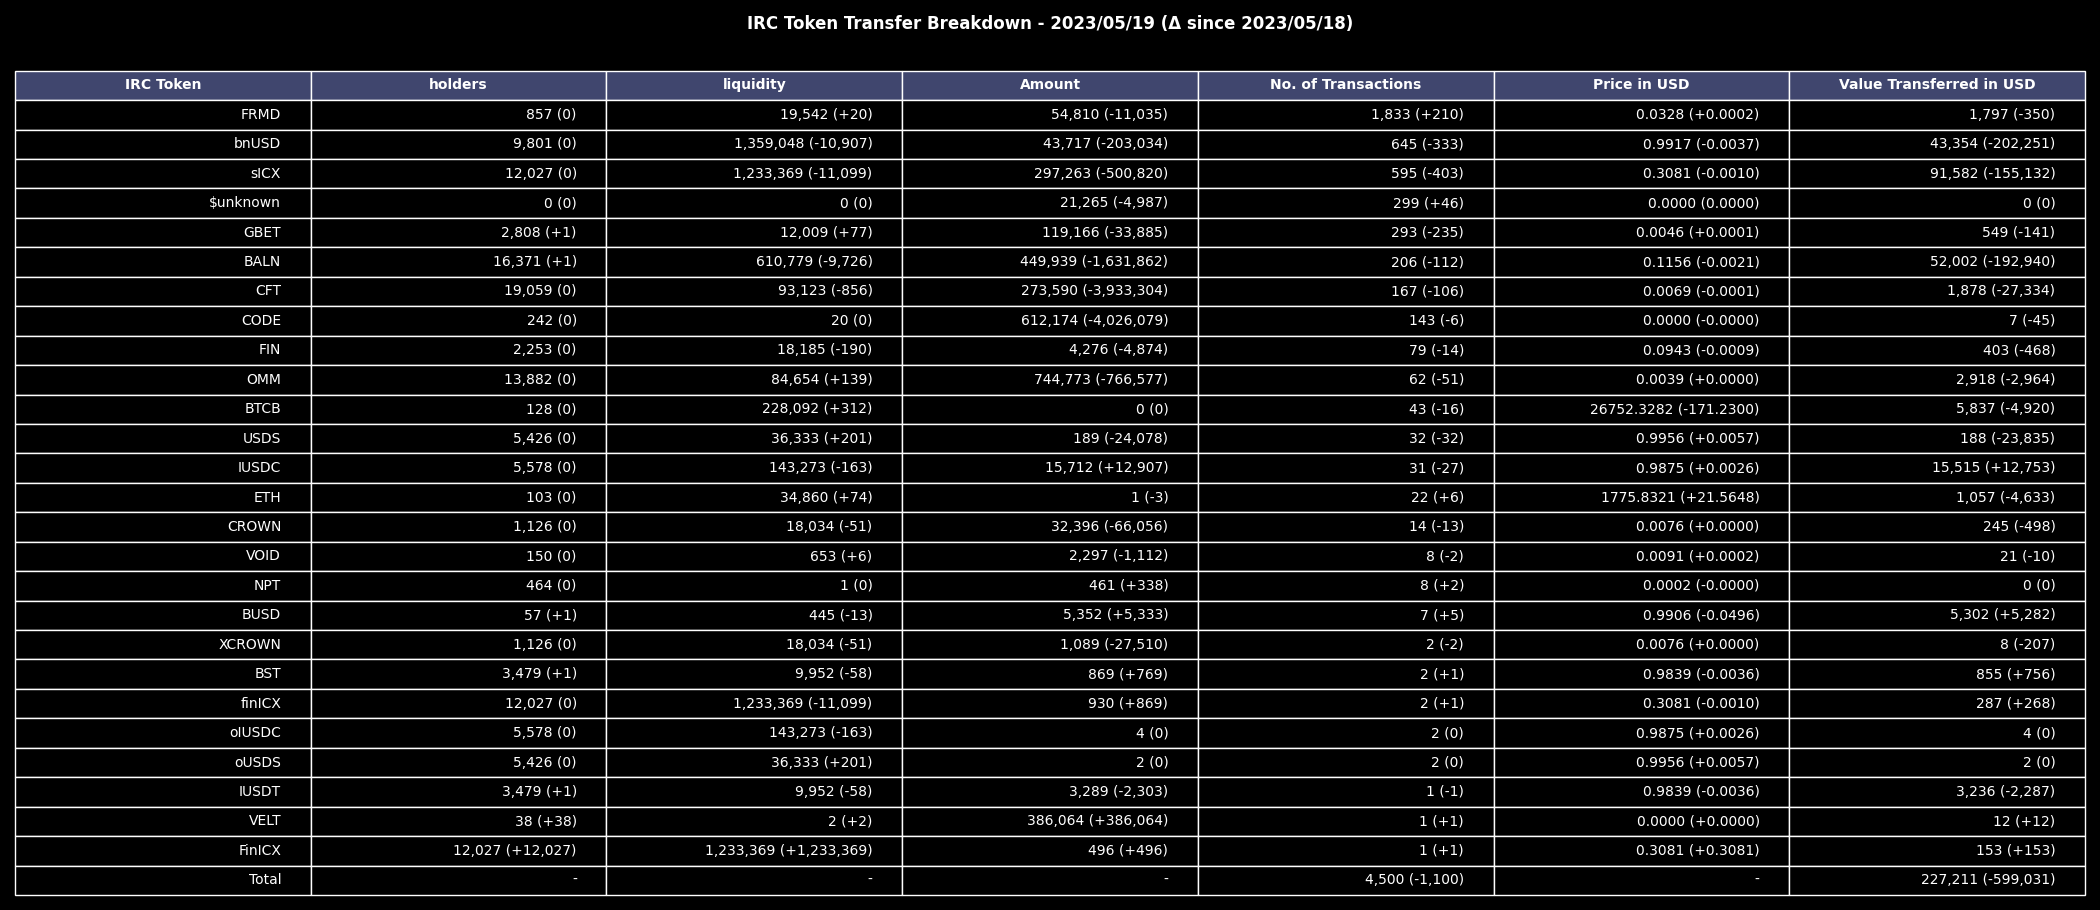 IRC Token Transfer Breakdown - 2023/05/19 (Δ since 2023/05/18)
IRC Token holders liquidity Amount No. of Transactions Price in USD Value Transferred in USD
FRMD 857 (0) 19,542 (+20) 54,810 (-11,035) 1,833 (+210) 0.0328 (+0.0002) 1,797 (-350)
bnUSD 9,801 (0) 1,359,048 (-10,907) 43,717 (-203,034) 645 (-333) 0.9917 (-0.0037) 43,354 (-202,251)
sICX 12,027 (0) 1,233,369 (-11,099) 297,263 (-500,820) 595 (-403) 0.3081 (-0.0010) 91,582 (-155,132)
$unknown 0 (0) 0 (0) 21,265 (-4,987) 299 (+46) 0.0000 (0.0000) 0 (0)
GBET 2,808 (+1) 12,009 (+77) 119,166 (-33,885) 293 (-235) 0.0046 (+0.0001) 549 (-141)
BALN 16,371 (+1) 610,779 (-9,726) 449,939 (-1,631,862) 206 (-112) 0.1156 (-0.0021) 52,002 (-192,940)
CFT 19,059 (0) 93,123 (-856) 273,590 (-3,933,304) 167 (-106) 0.0069 (-0.0001) 1,878 (-27,334)
CODE 242 (0) 20 (0) 612,174 (-4,026,079) 143 (-6) 0.0000 (-0.0000) 7 (-45)
FIN 2,253 (0) 18,185 (-190) 4,276 (-4,874) 79 (-14) 0.0943 (-0.0009) 403 (-468)
OMM 13,882 (0) 84,654 (+139) 744,773 (-766,577) 62 (-51) 0.0039 (+0.0000) 2,918 (-2,964)
BTCB 128 (0) 228,092 (+312) 0 (0) 43 (-16) 26752.3282 (-171.2300) 5,837 (-4,920)
USDS 5,426 (0) 36,333 (+201) 189 (-24,078) 32 (-32) 0.9956 (+0.0057) 188 (-23,835)
IUSDC 5,578 (0) 143,273 (-163) 15,712 (+12,907) 31 (-27) 0.9875 (+0.0026) 15,515 (+12,753)
ETH 103 (0) 34,860 (+74) 1 (-3) 22 (+6) 1775.8321 (+21.5648) 1,057 (-4,633)
CROWN 1,126 (0) 18,034 (-51) 32,396 (-66,056) 14 (-13) 0.0076 (+0.0000) 245 (-498)
VOID 150 (0) 653 (+6) 2,297 (-1,112) 8 (-2) 0.0091 (+0.0002) 21 (-10)
NPT 464 (0) 1 (0) 461 (+338) 8 (+2) 0.0002 (-0.0000) 0 (0)
BUSD 57 (+1) 445 (-13) 5,352 (+5,333) 7 (+5) 0.9906 (-0.0496) 5,302 (+5,282)
XCROWN 1,126 (0) 18,034 (-51) 1,089 (-27,510) 2 (-2) 0.0076 (+0.0000) 8 (-207)
BST 3,479 (+1) 9,952 (-58) 869 (+769) 2 (+1) 0.9839 (-0.0036) 855 (+756)
finICX 12,027 (0) 1,233,369 (-11,099) 930 (+869) 2 (+1) 0.3081 (-0.0010) 287 (+268)
oIUSDC 5,578 (0) 143,273 (-163) 4 (0) 2 (0) 0.9875 (+0.0026) 4 (0)
oUSDS 5,426 (0) 36,333 (+201) 2 (0) 2 (0) 0.9956 (+0.0057) 2 (0)
IUSDT 3,479 (+1) 9,952 (-58) 3,289 (-2,303) 1 (-1) 0.9839 (-0.0036) 3,236 (-2,287)
VELT 38 (+38) 2 (+2) 386,064 (+386,064) 1 (+1) 0.0000 (+0.0000) 12 (+12)
FinICX 12,027 (+12,027) 1,233,369 (+1,233,369) 496 (+496) 1 (+1) 0.3081 (+0.3081) 153 (+153)
Total - - - 4,500 (-1,100) - 227,211 (-599,031)